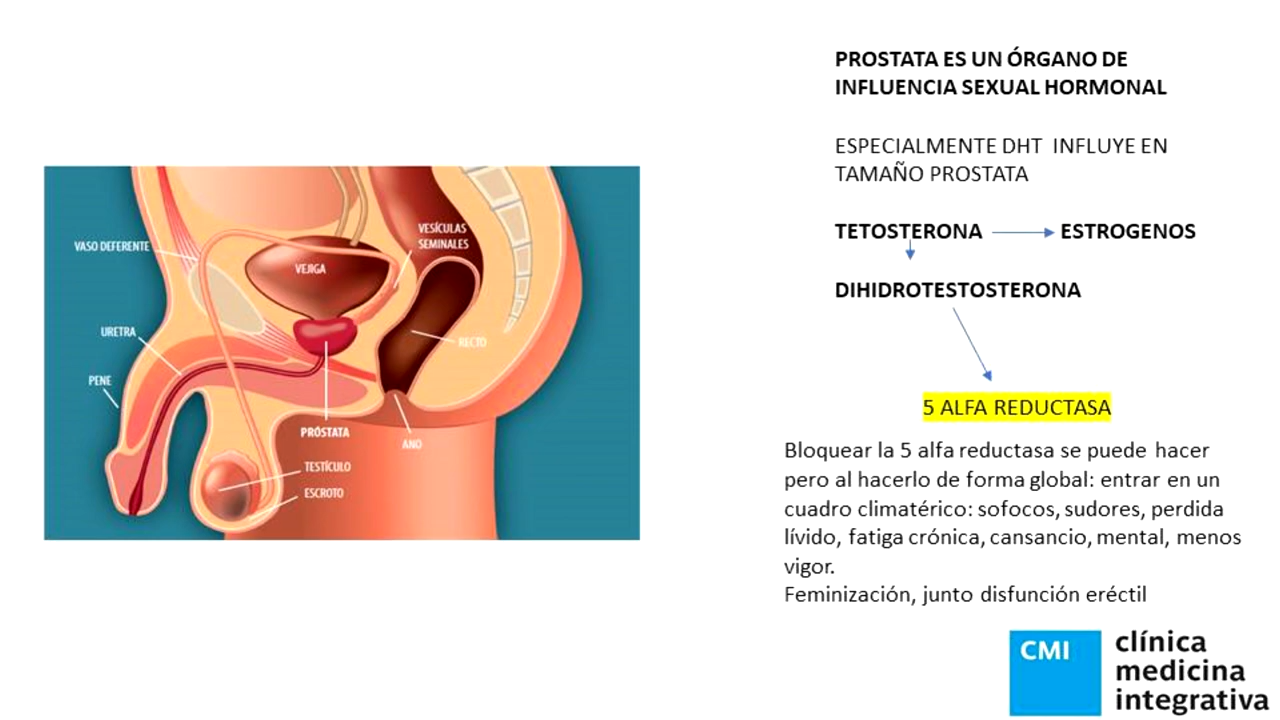 PROSTATA ES UN ÓRGANO DE
INFLUENCIA SEXUAL HORMONAL
ESPECIALMENTE DHT INFLUYE EN
TAMAÑO PROSTATA
TETOSTERONA ESTROGENOS
DIHIDROTESTOSTERONA
5 ALFA REDUCTASA
Bloquear la 5 alfa reductasa se puede hacer
pero al hacerlo de forma global: entrar en un
cuadro climatérico: sofocos, sudores, perdida
lívido, fatiga crónica, cansancio, mental, menos
vigor.
Feminización, junto disfunción eréctil
VASO DEFERENTE
VESÍCULAS
SEMINALES
VEJIGA
URETRA
RECTO
PENE
PRÓSTATA
ANO
TESTÍCULO
ESCROTO
CMI
clínica
medicina
integrativa